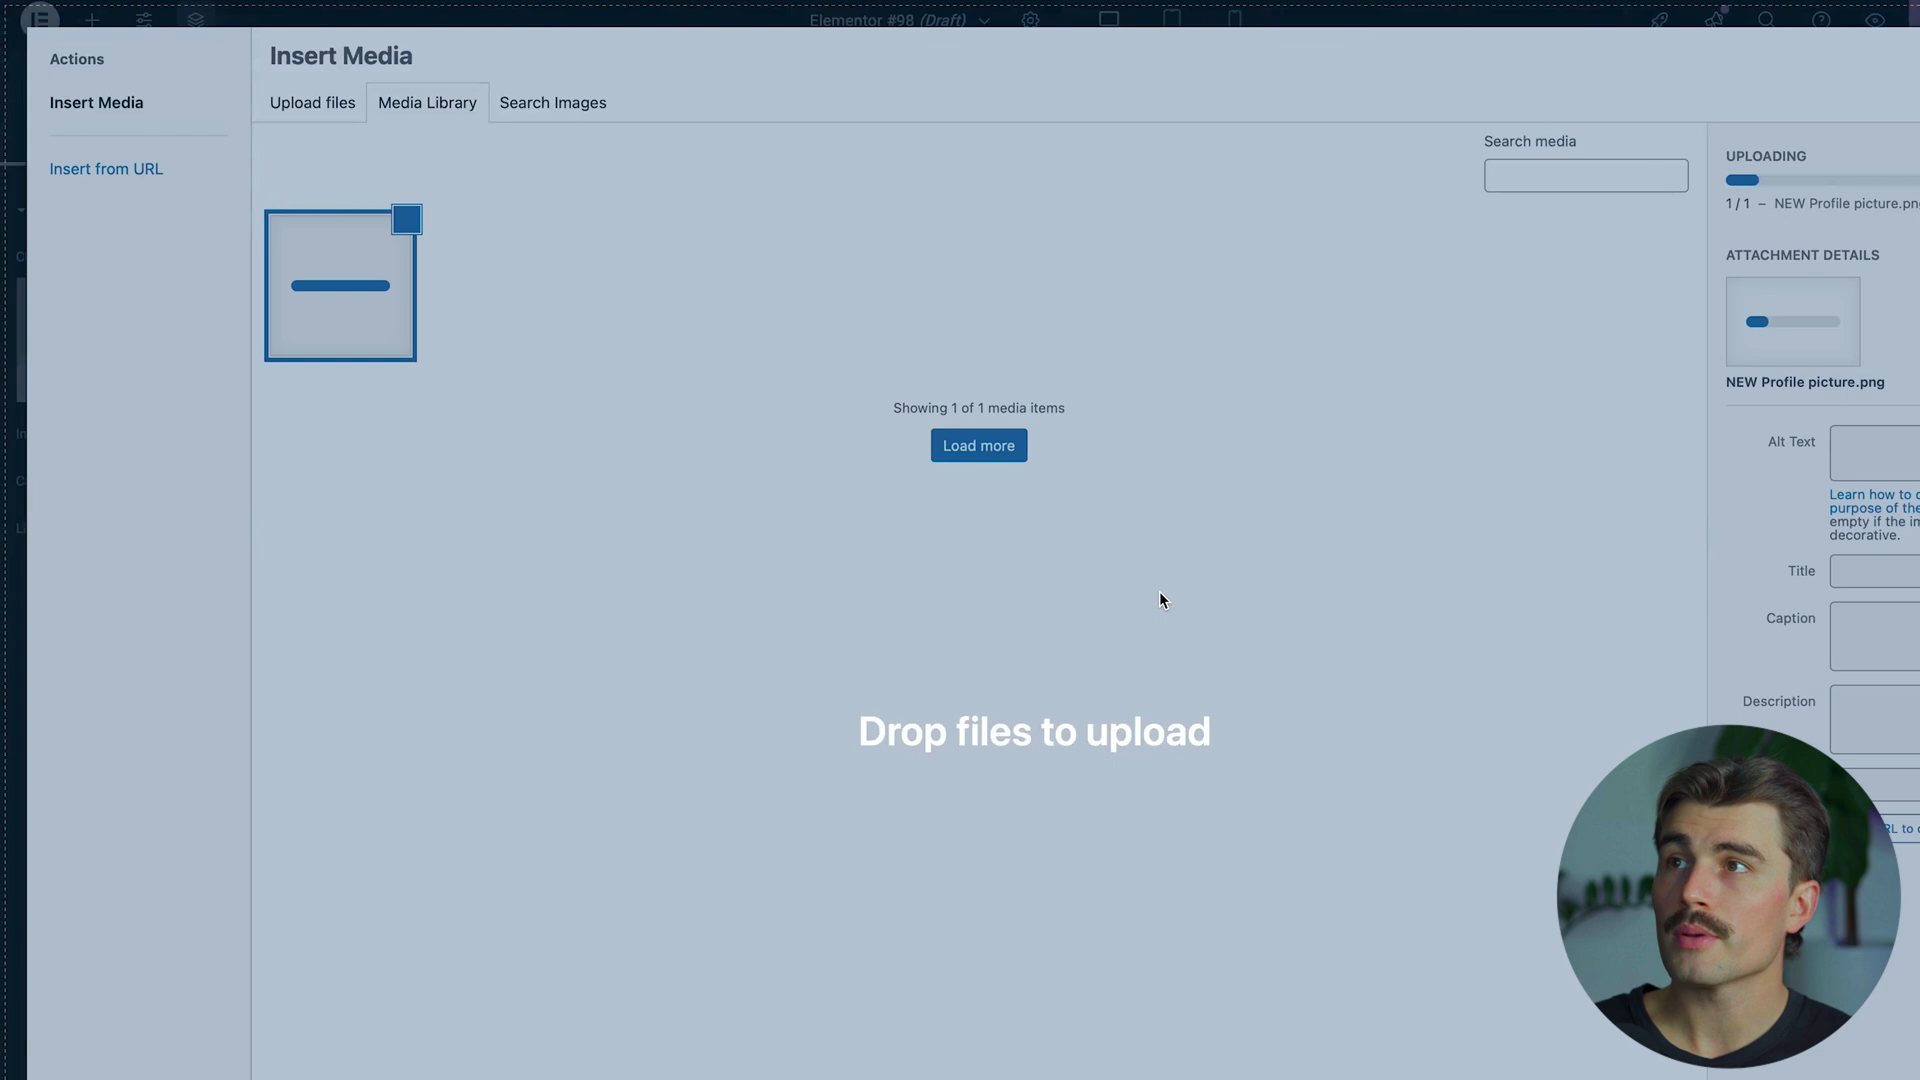 Elementor #98 (Draft)
Actions
Insert Media
Insert from URL
Insert Media
Upload files
Media Library
Search Images
Search media
Showing 1 of 1 media items
Load more
Drop files to upload
UPLOADING
1 / 1 – NEW Profile picture.pn
ATTACHMENT DETAILS
NEW Profile picture.png
Alt Text
Learn how to
purpose of the
empty if the
decorative.
Title
Caption
Description
to